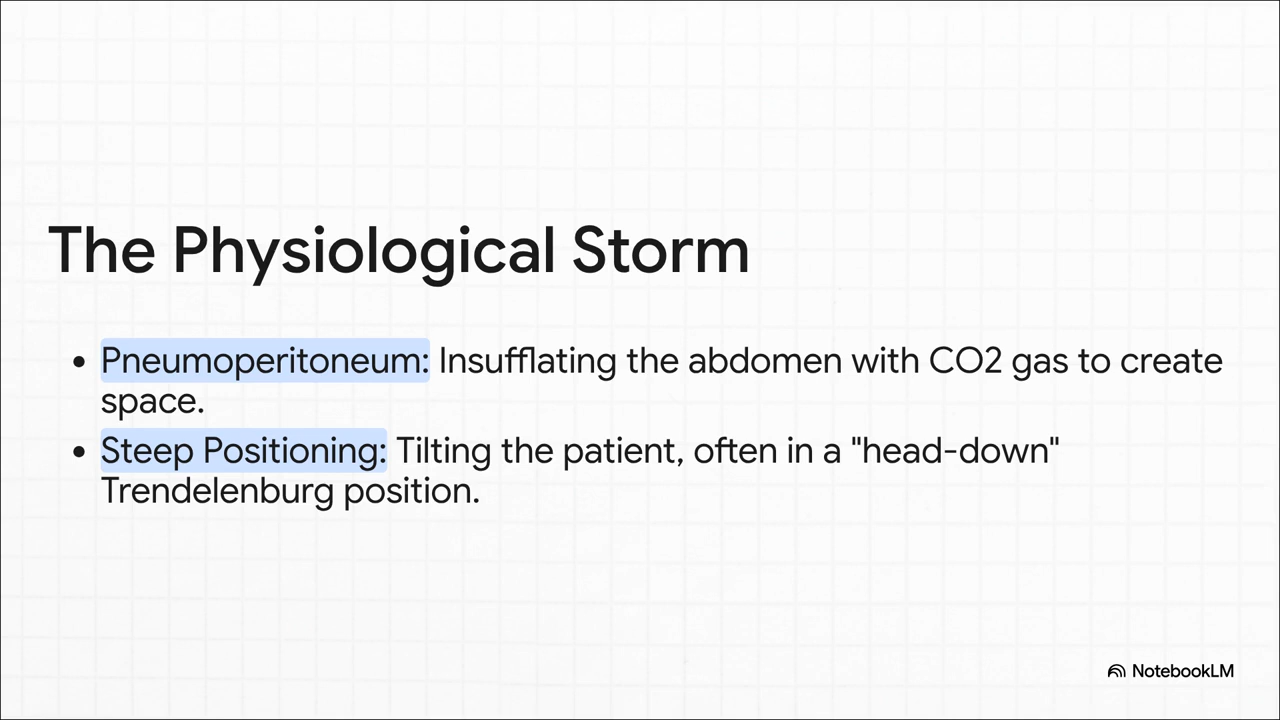 The Physiological Storm
• Pneumoperitoneum: Insufflating the abdomen with CO2 gas to create
space.
• Steep Positioning: Tilting the patient, often in a "head-down"
Trendelenburg position.
NotebookLM